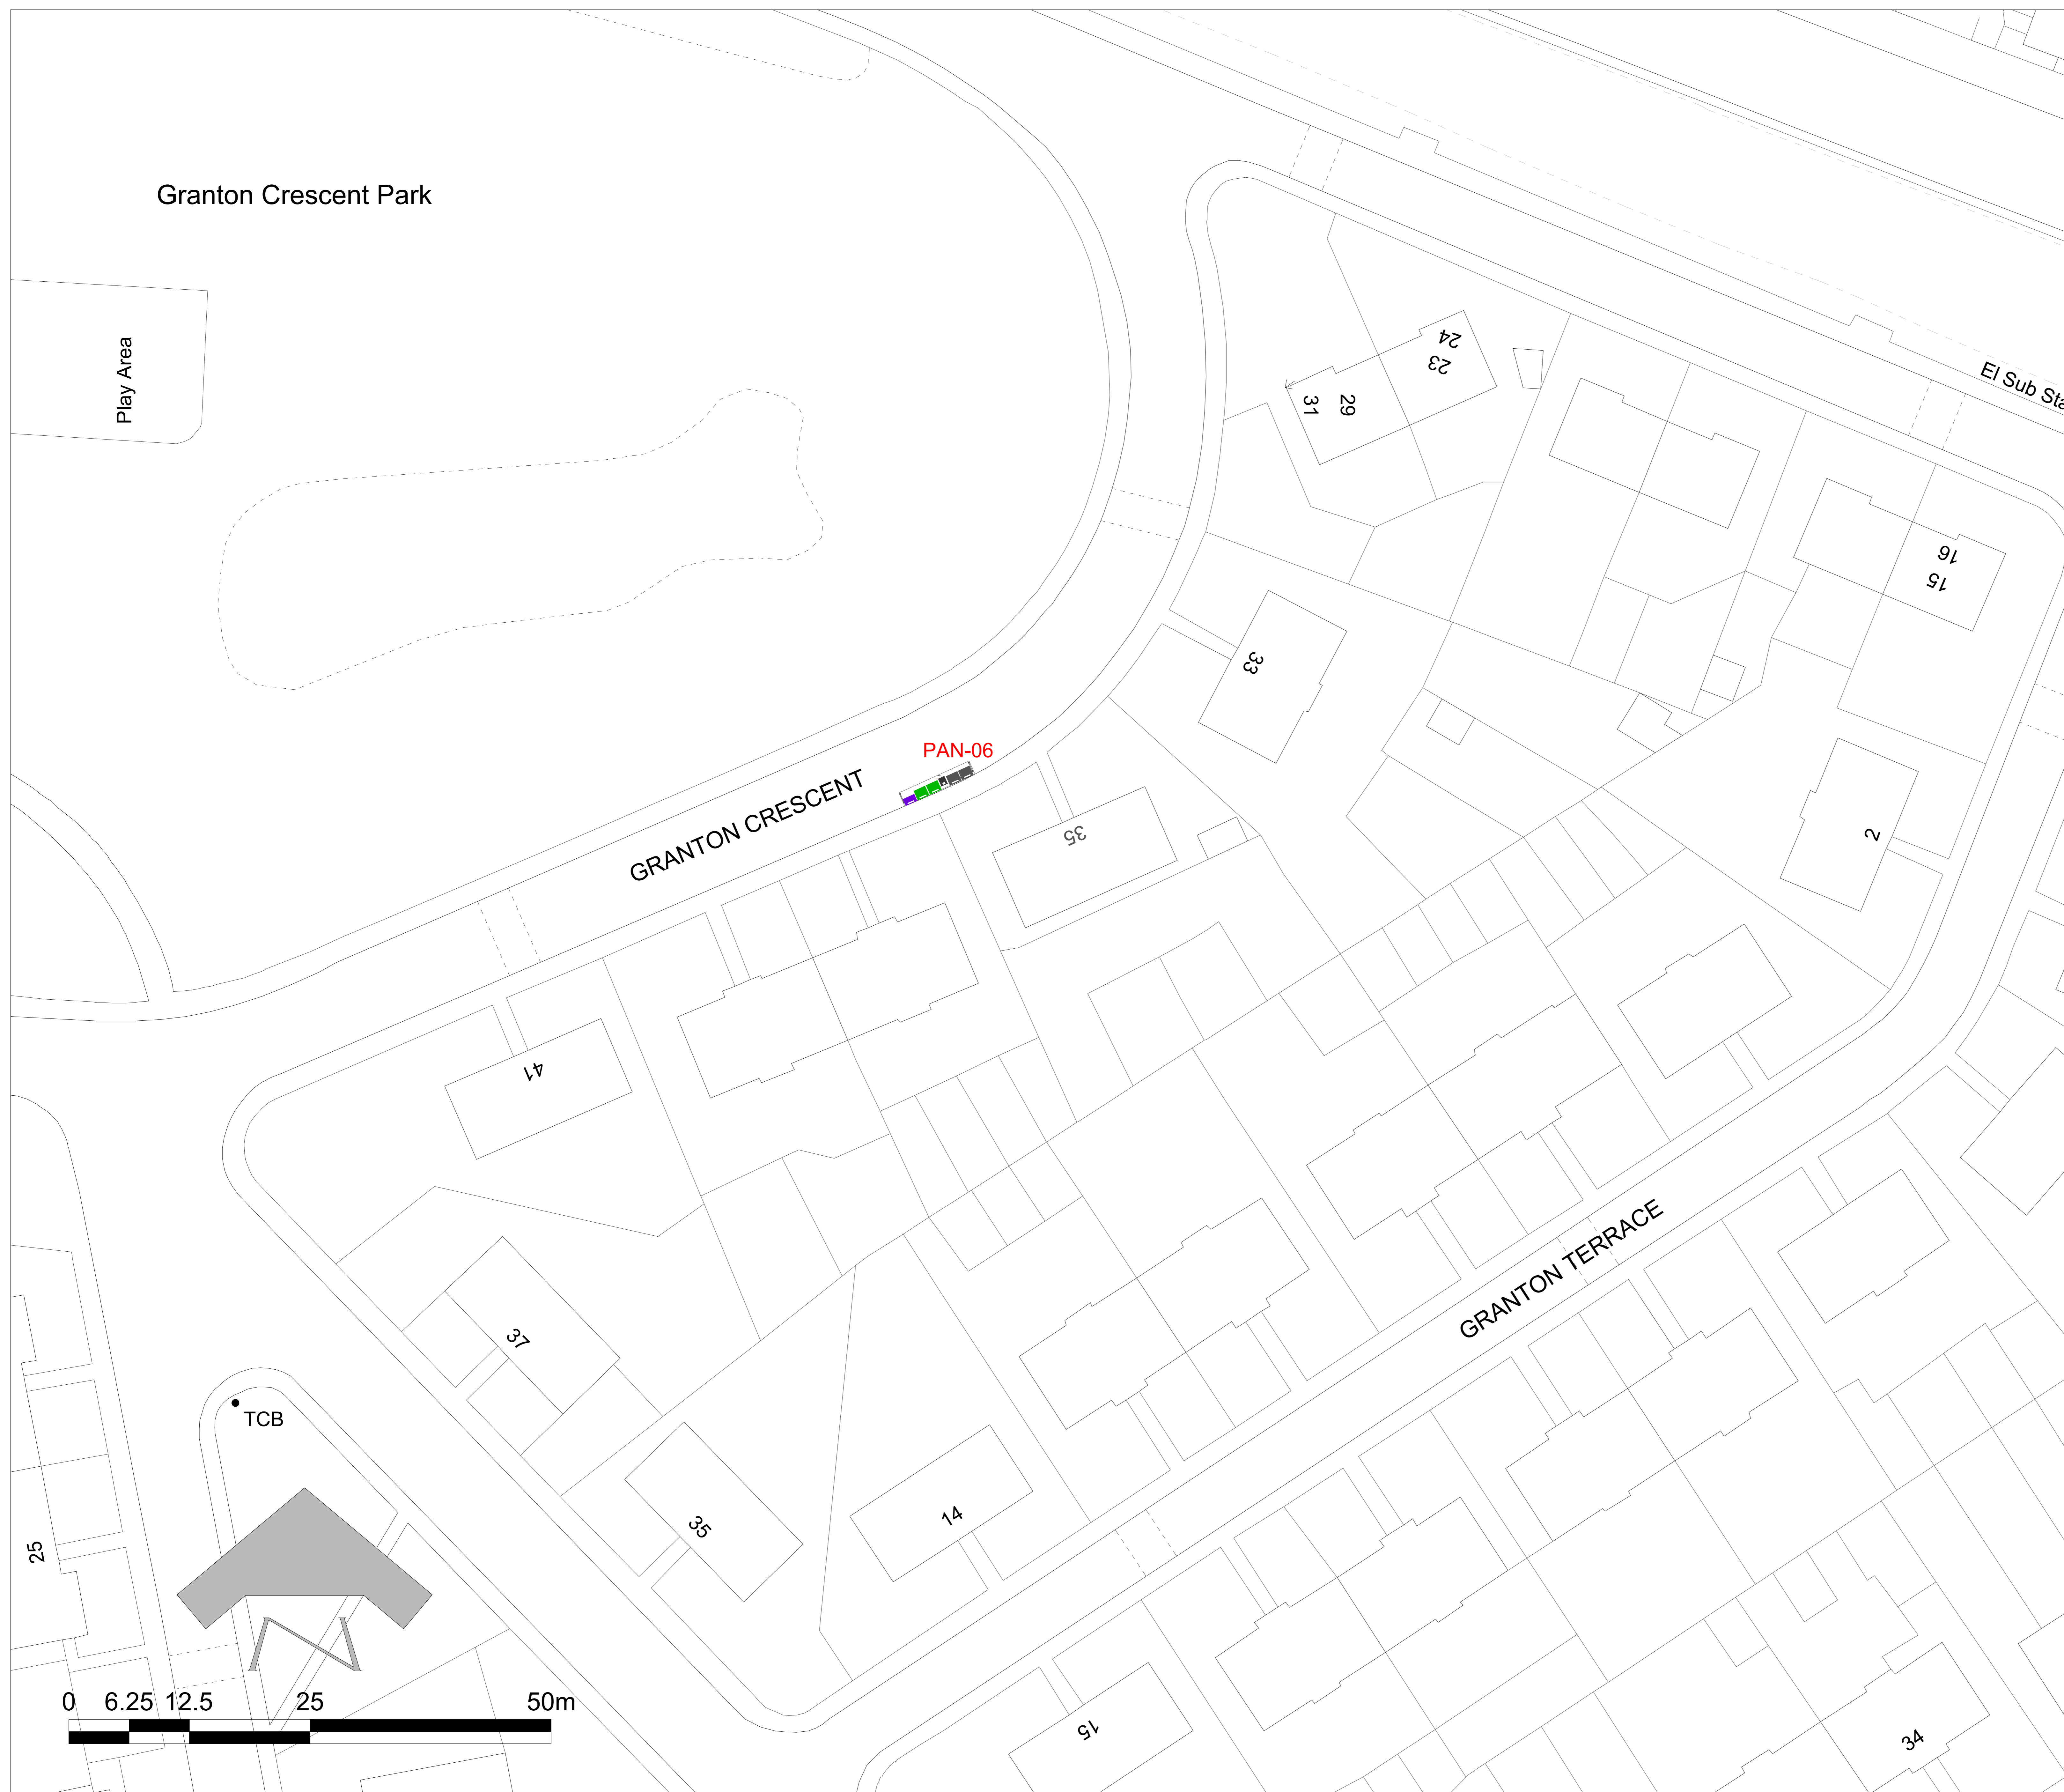 Granton Crescent Park
Play Area
24
23
29
31
El Sub Sta
16
15
33
PAN-06
GRANTON CRESCENT
35
2
41
37
GRANTON TERRACE
TCB
35
14
25
0 6.25 12.5 25 50m
15
34